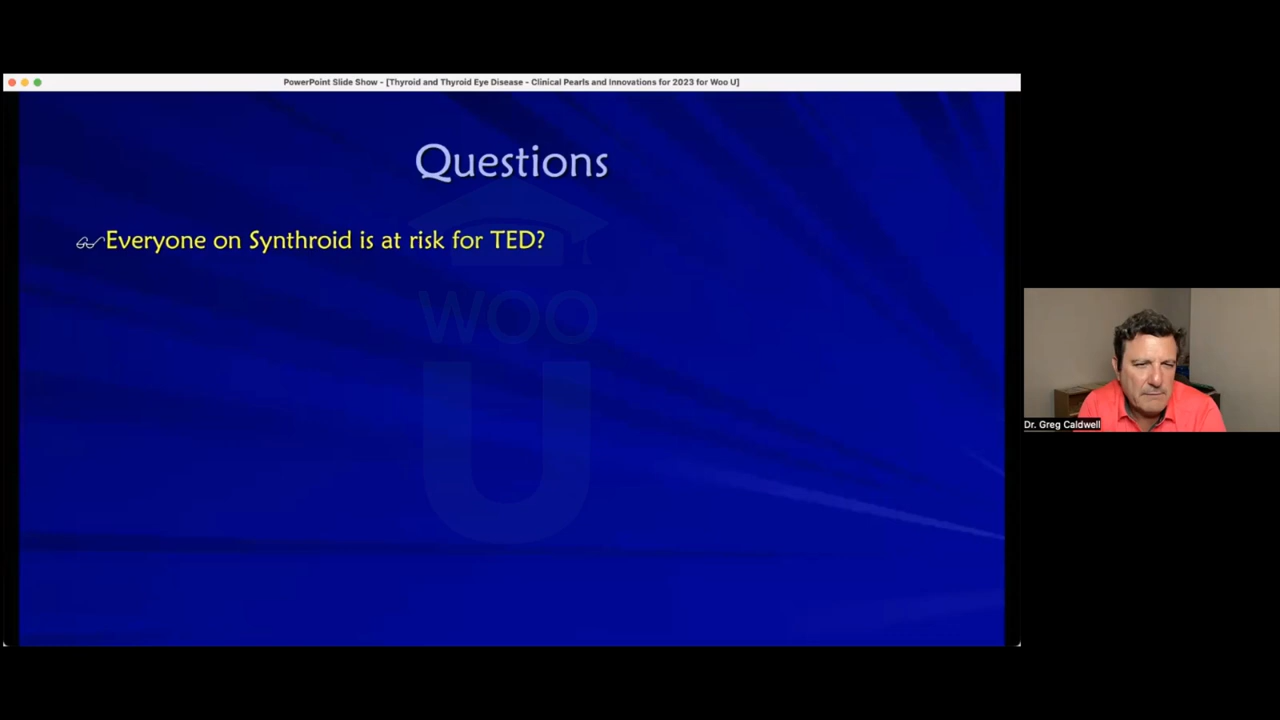 PowerPoint Slide Show - [Thyroid and Thyroid Eye Disease - Clinical Pearls and Innovations for 2023 for Woo U]
Questions
Everyone on Synthroid is at risk for TED?
WOO
U
Dr. Greg Caldwell